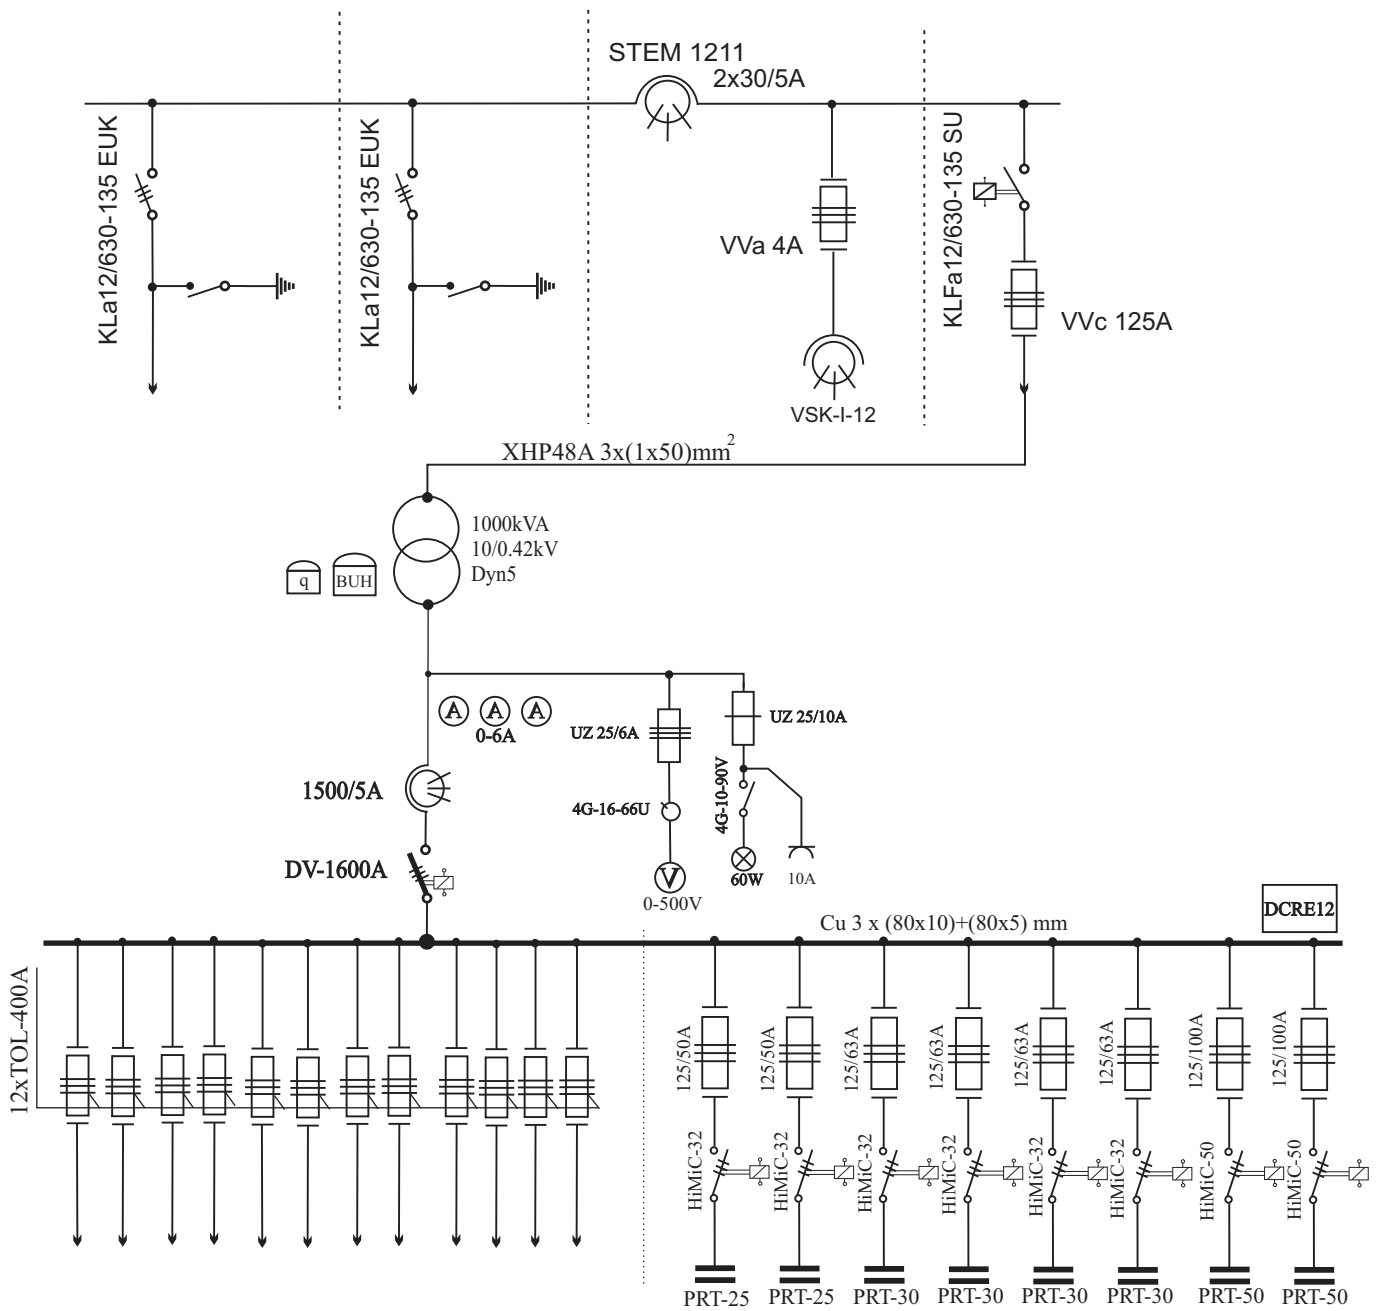 STEM 1211
2x30/5A
KLa12/630-135 EUK
KLa12/630-135 EUK
VVa 4A
VSK-I-12
KLFa12/630-135 SU
VVc 125A
XHP48A 3x(1x50)mm²
1000kVA
10/0.42kV
Dyn5
q
BUH
A A A
0-6A
UZ 25/6A
UZ 25/10A
1500/5A
4G-16-66U
4G-10-90V
DV-1600A
V
0-500V
60W
10A
DCRE12
Cu 3 x (80x10)+(80x5) mm
12xTOL-400A
125/50A
125/50A
125/63A
125/63A
125/63A
125/63A
125/100A
125/100A
HiMiC-32
HiMiC-32
HiMiC-32
HiMiC-32
HiMiC-32
HiMiC-32
HiMiC-50
HiMiC-50
PRT-25
PRT-25
PRT-30
PRT-30
PRT-30
PRT-30
PRT-50
PRT-50